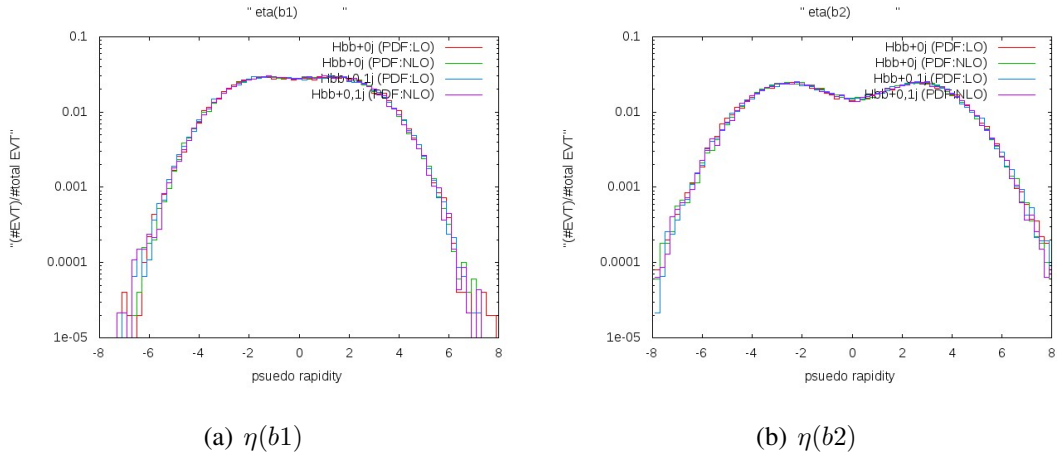 " eta(b1) "
0.1
0.01
0.001
0.0001
1e-05
"(#EVT)/#total EVT"
Hbb+0j (PDF:LO)
Hbb+0j (PDF:NLO)
Hbb+0,1j (PDF:LO)
Hbb+0,1j (PDF:NLO)
-8 -6 -4 -2 0 2 4 6 8
psuedo rapidity
(a) η(b1)
" eta(b2) "
0.1
0.01
0.001
0.0001
1e-05
"(#EVT)/#total EVT"
Hbb+0j (PDF:LO)
Hbb+0j (PDF:NLO)
Hbb+0,1j (PDF:LO)
Hbb+0,1j (PDF:NLO)
-8 -6 -4 -2 0 2 4 6 8
psuedo rapidity
(b) η(b2)